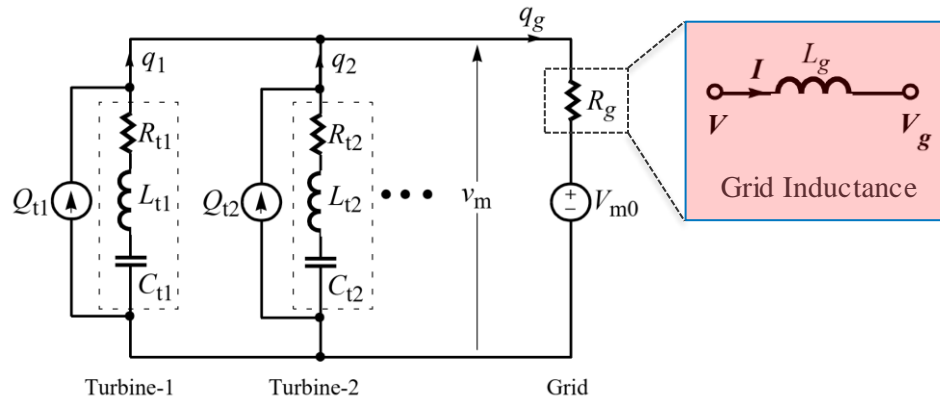 q_g
q_1
q_2
R_t1
L_t1
C_t1
Q_t1
R_t2
L_t2
C_t2
Q_t2
v_m
R_g
+
−
V_m0
I
L_g
V
V_g
Grid Inductance
Turbine-1
Turbine-2
Grid